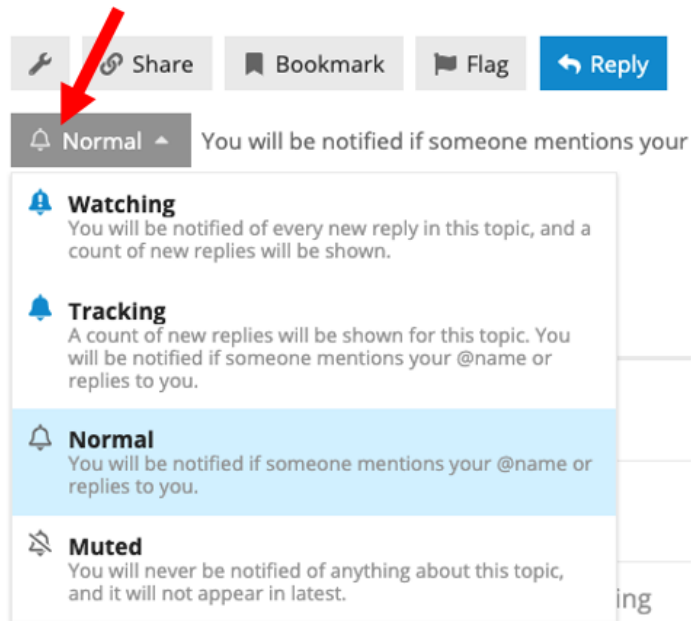 Share Bookmark Flag Reply
Normal You will be notified if someone mentions your
Watching
You will be notified of every new reply in this topic, and a
count of new replies will be shown.
Tracking
A count of new replies will be shown for this topic. You
will be notified if someone mentions your @name or
replies to you.
Normal
You will be notified if someone mentions your @name or
replies to you.
Muted
You will never be notified of anything about this topic,
and it will not appear in latest.
ing